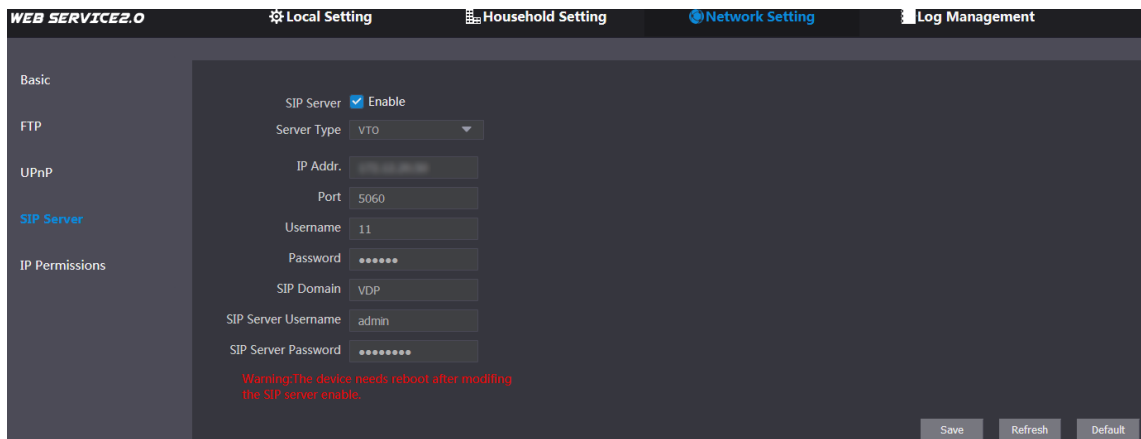 WEB SERVICE2.0
Local Setting
Household Setting
Network Setting
Log Management
Basic
FTP
UPnP
SIP Server
IP Permissions
SIP Server Enable
Server Type VTO
IP Addr.
Port 5060
Username 11
Password ••••••
SIP Domain VDP
SIP Server Username admin
SIP Server Password ••••••••
Warning:The device needs reboot after modifing
the SIP server enable.
Save Refresh Default